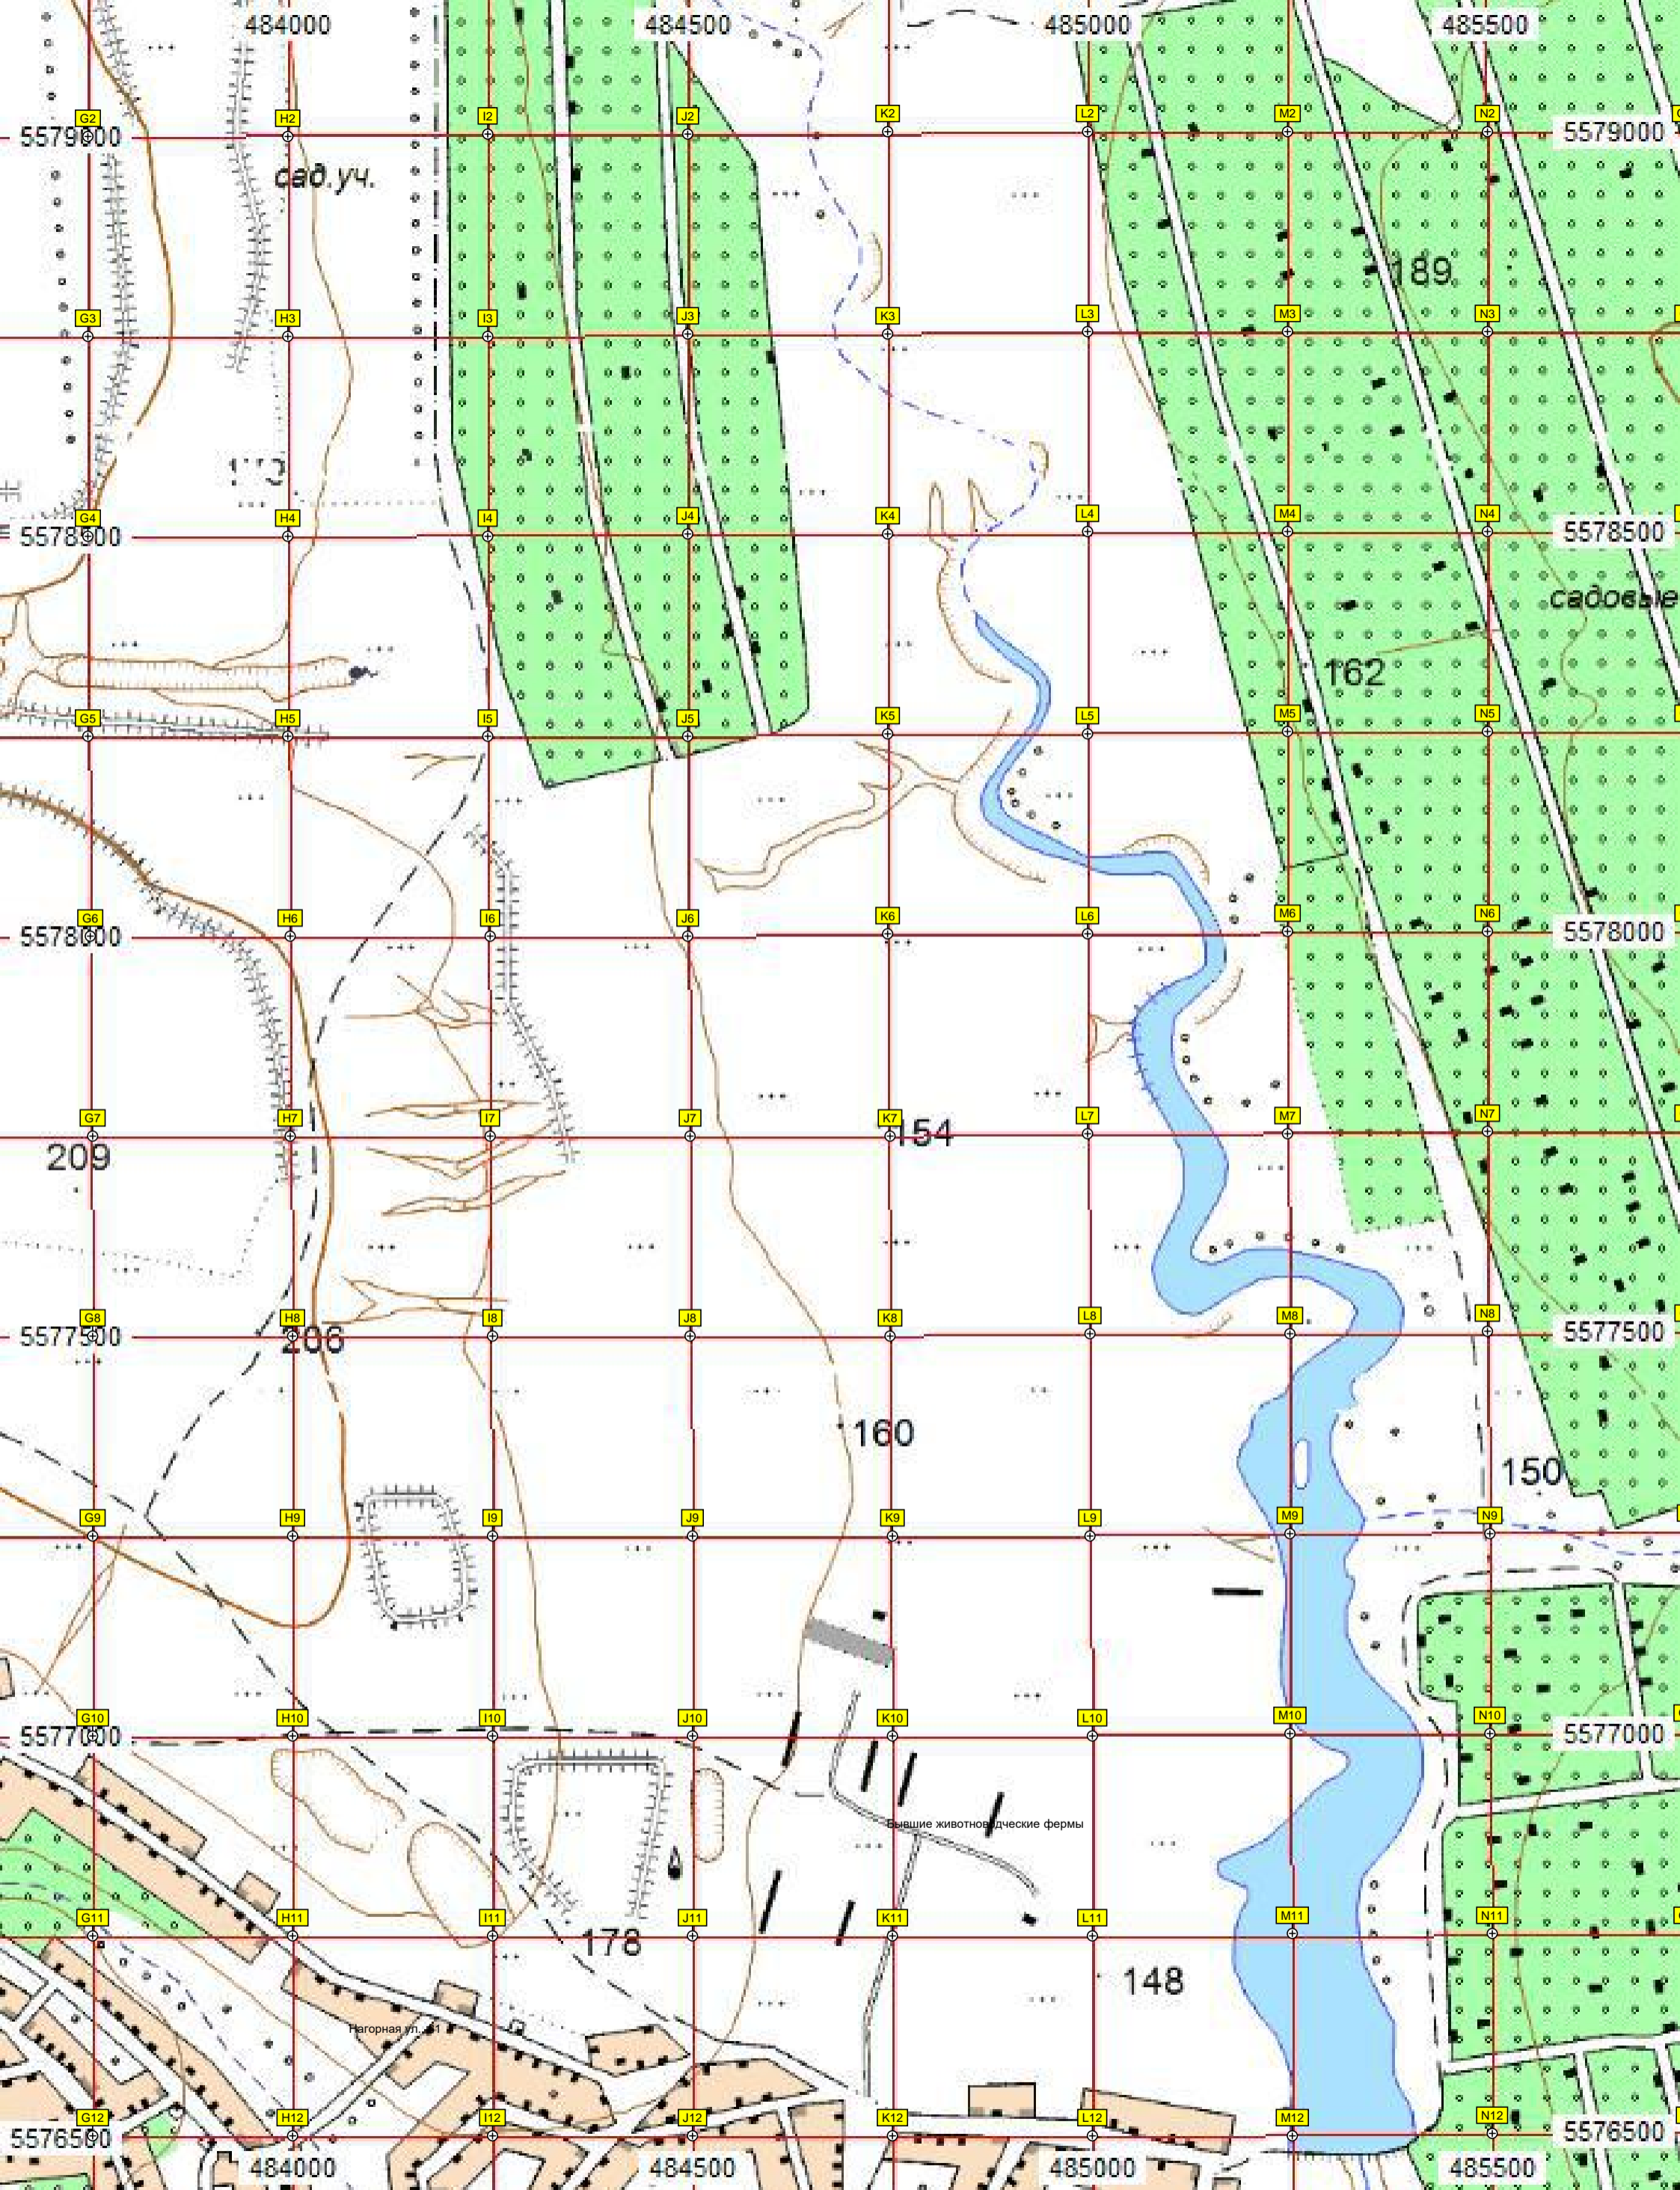 484000 484500 485000 485500
G2 H2 I2 J2 K2 L2 M2 N2
5579000 5579000
сад.уч.
189
G3 H3 I3 J3 K3 L3 M3 N3
G4 H4 I4 J4 K4 L4 M4 N4
5578500 5578500
садовые
162
G5 H5 I5 J5 K5 L5 M5 N5
G6 H6 I6 J6 K6 L6 M6 N6
5578000 5578000
G7 H7 I7 J7 K7 L7 M7 N7
154
209
G8 H8 I8 J8 K8 L8 M8 N8
5577500 5577500
206
160
150
G9 H9 I9 J9 K9 L9 M9 N9
G10 H10 I10 J10 K10 L10 M10 N10
5577000 5577000
Бывшие животноводческие фермы
G11 H11 I11 J11 K11 L11 M11 N11
178
148
Нагорная ул.
G12 H12 I12 J12 K12 L12 M12 N12
5576500 5576500
484000 484500 485000 485500